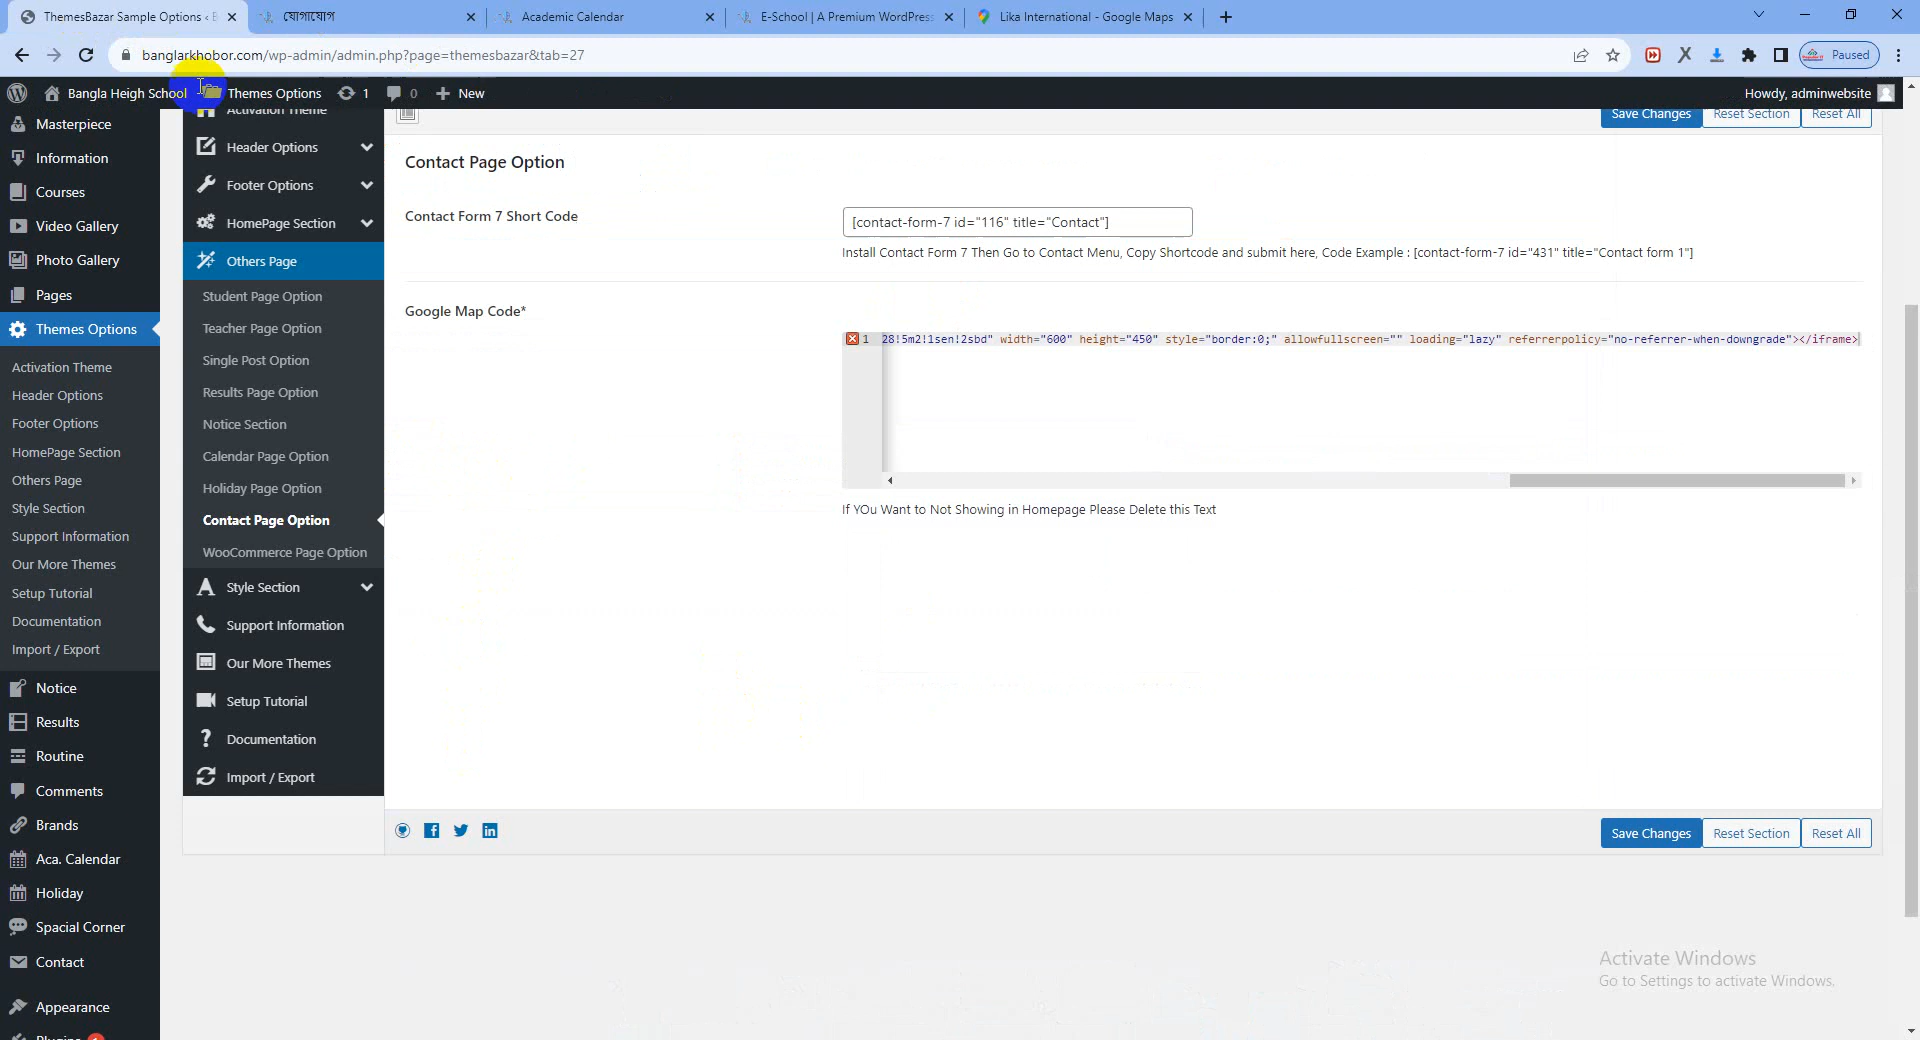 ThemesBazar Sample Options ‹ B
যোগাযোগ
Academic Calendar
E-School | A Premium WordPress
Lika International - Google Maps
banglarkhobor.com/wp-admin/admin.php?page=themesbazar&tab=27
Paused
Bangla Heigh School
Themes Options
1
0
New
Howdy, adminwebsite
Masterpiece
Information
Courses
Video Gallery
Photo Gallery
Pages
Themes Options
Activation Theme
Header Options
Footer Options
HomePage Section
Others Page
Style Section
Support Information
Our More Themes
Setup Tutorial
Documentation
Import / Export
Notice
Results
Routine
Comments
Brands
Aca. Calendar
Holiday
Spacial Corner
Contact
Appearance
Plugins
Activation Theme
Header Options
Footer Options
HomePage Section
Others Page
Student Page Option
Teacher Page Option
Single Post Option
Results Page Option
Notice Section
Calendar Page Option
Holiday Page Option
Contact Page Option
WooCommerce Page Option
Style Section
Support Information
Our More Themes
Setup Tutorial
Documentation
Import / Export
Save Changes Reset Section Reset All
Contact Page Option
Contact Form 7 Short Code
[contact-form-7 id="116" title="Contact"]
Install Contact Form 7 Then Go to Contact Menu, Copy Shortcode and submit here, Code Example : [contact-form-7 id="431" title="Contact form 1"]
Google Map Code*
1 28!5m2!1sen!2sbd" width="600" height="450" style="border:0;" allowfullscreen="" loading="lazy" referrerpolicy="no-referrer-when-downgrade"></iframe>
If YOu Want to Not Showing in Homepage Please Delete this Text
Save Changes Reset Section Reset All
Activate Windows
Go to Settings to activate Windows.